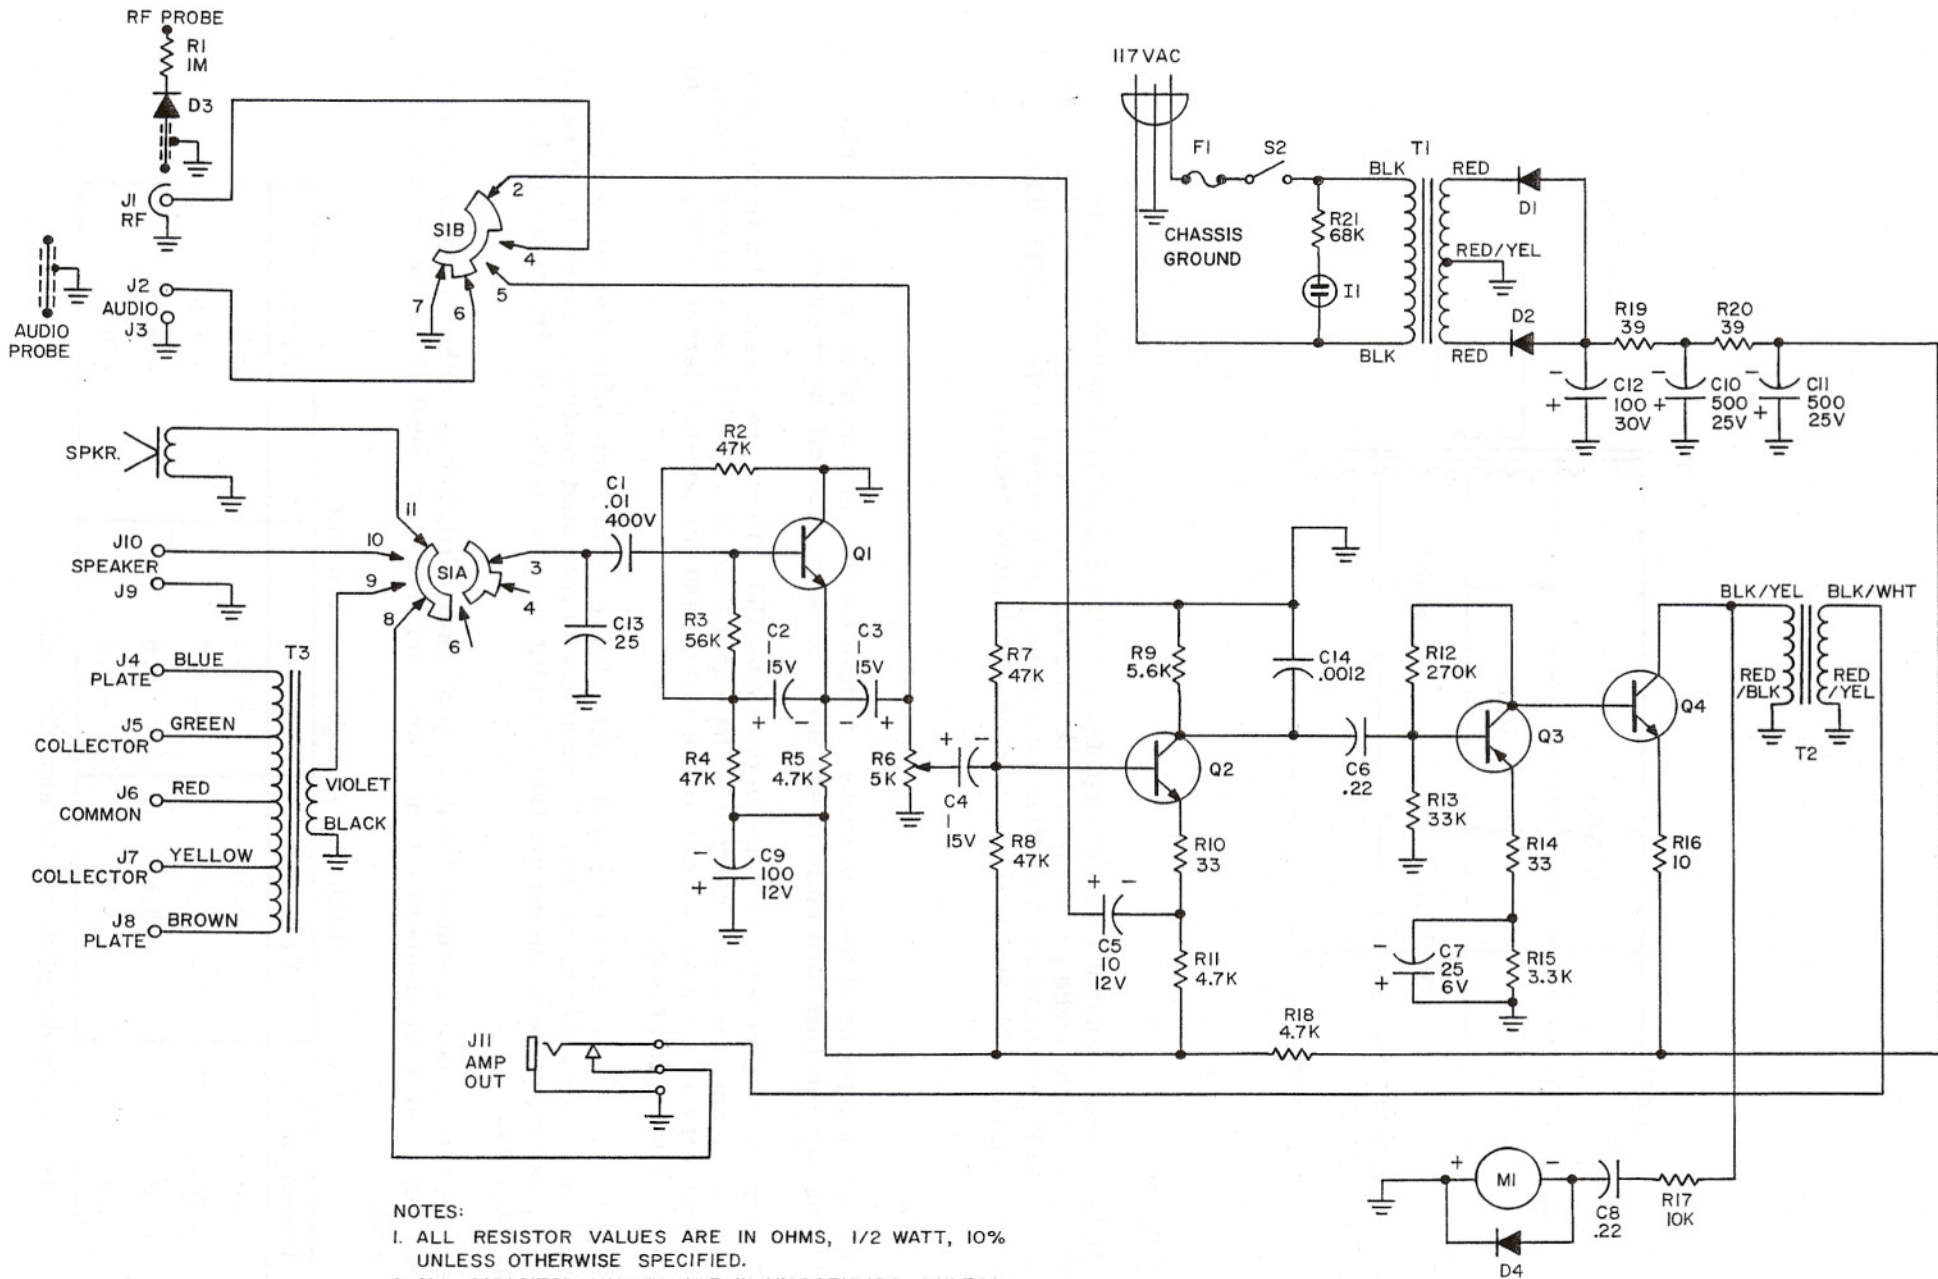 RF PROBE
R1
1M
D3
J1
RF
J2
AUDIO
J3
AUDIO
PROBE
S1B
2
4
5
6
7
117VAC
F1
S2
CHASSIS
GROUND
R21
68K
I1
BLK
BLK
T1
RED
RED/YEL
RED
D1
D2
R19
39
R20
39
−
+
C12
100
30V
−
+
C10
500
25V
−
+
C11
500
25V
SPKR.
J10
SPEAKER
J9
11
10
9
8
S1A
3
4
6
J4
PLATE
BLUE
J5
COLLECTOR
GREEN
J6
COMMON
RED
J7
COLLECTOR
YELLOW
J8
PLATE
BROWN
T3
VIOLET
BLACK
C1
.01
400V
C13
25
R2
47K
Q1
R3
56K
C2
1
15V
+
−
C3
1
15V
−
+
R4
47K
R5
4.7K
R6
5K
−
+
C9
100
12V
+
−
C4
1
15V
R7
47K
R8
47K
R9
5.6K
Q2
R10
33
+
−
C5
10
12V
R11
4.7K
C14
.0012
C6
.22
R12
270K
R13
33K
Q3
R14
33
−
+
C7
25
6V
R15
3.3K
Q4
R16
10
R18
4.7K
BLK/YEL
BLK/WHT
RED
/BLK
RED
/YEL
T2
J11
AMP
OUT
+
M1
−
D4
C8
.22
R17
10K
NOTES:
1. ALL RESISTOR VALUES ARE IN OHMS, 1/2 WATT, 10%
UNLESS OTHERWISE SPECIFIED.